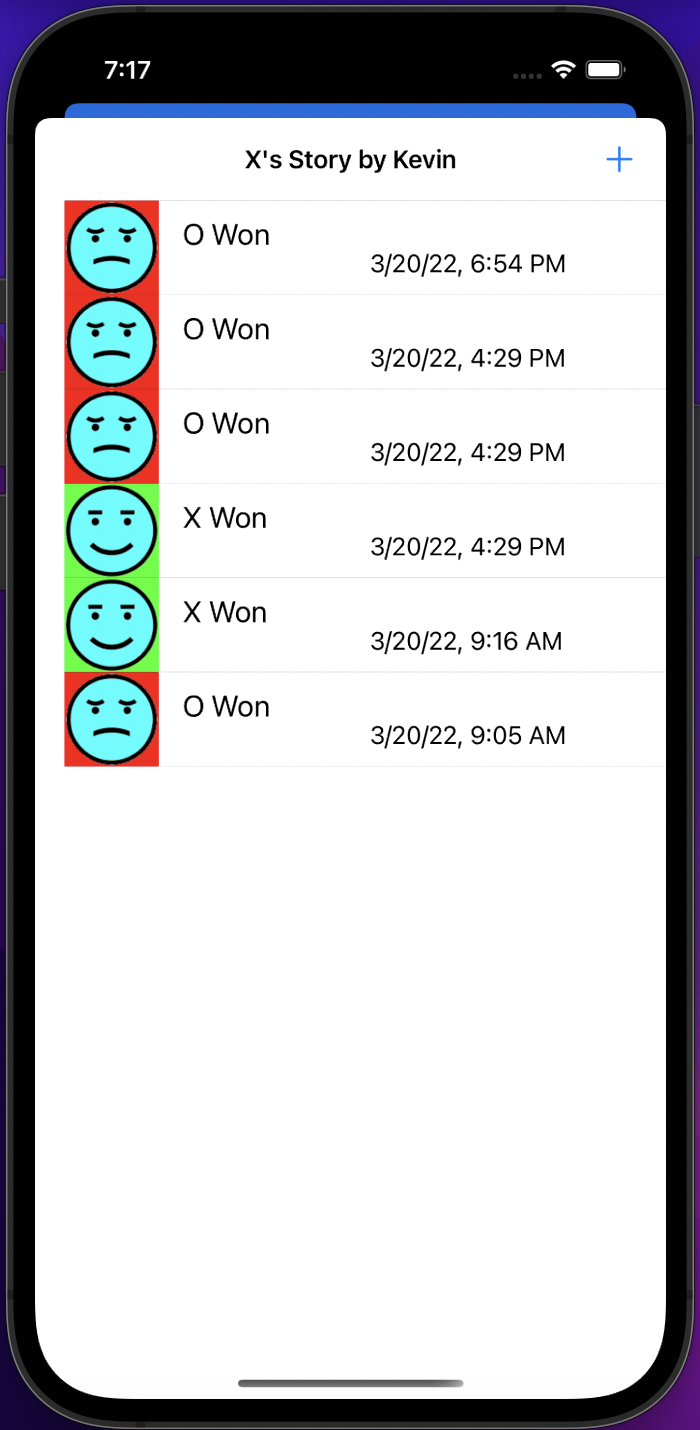 7:17
X's Story by Kevin
O Won
3/20/22, 6:54 PM
O Won
3/20/22, 4:29 PM
O Won
3/20/22, 4:29 PM
X Won
3/20/22, 4:29 PM
X Won
3/20/22, 9:16 AM
O Won
3/20/22, 9:05 AM